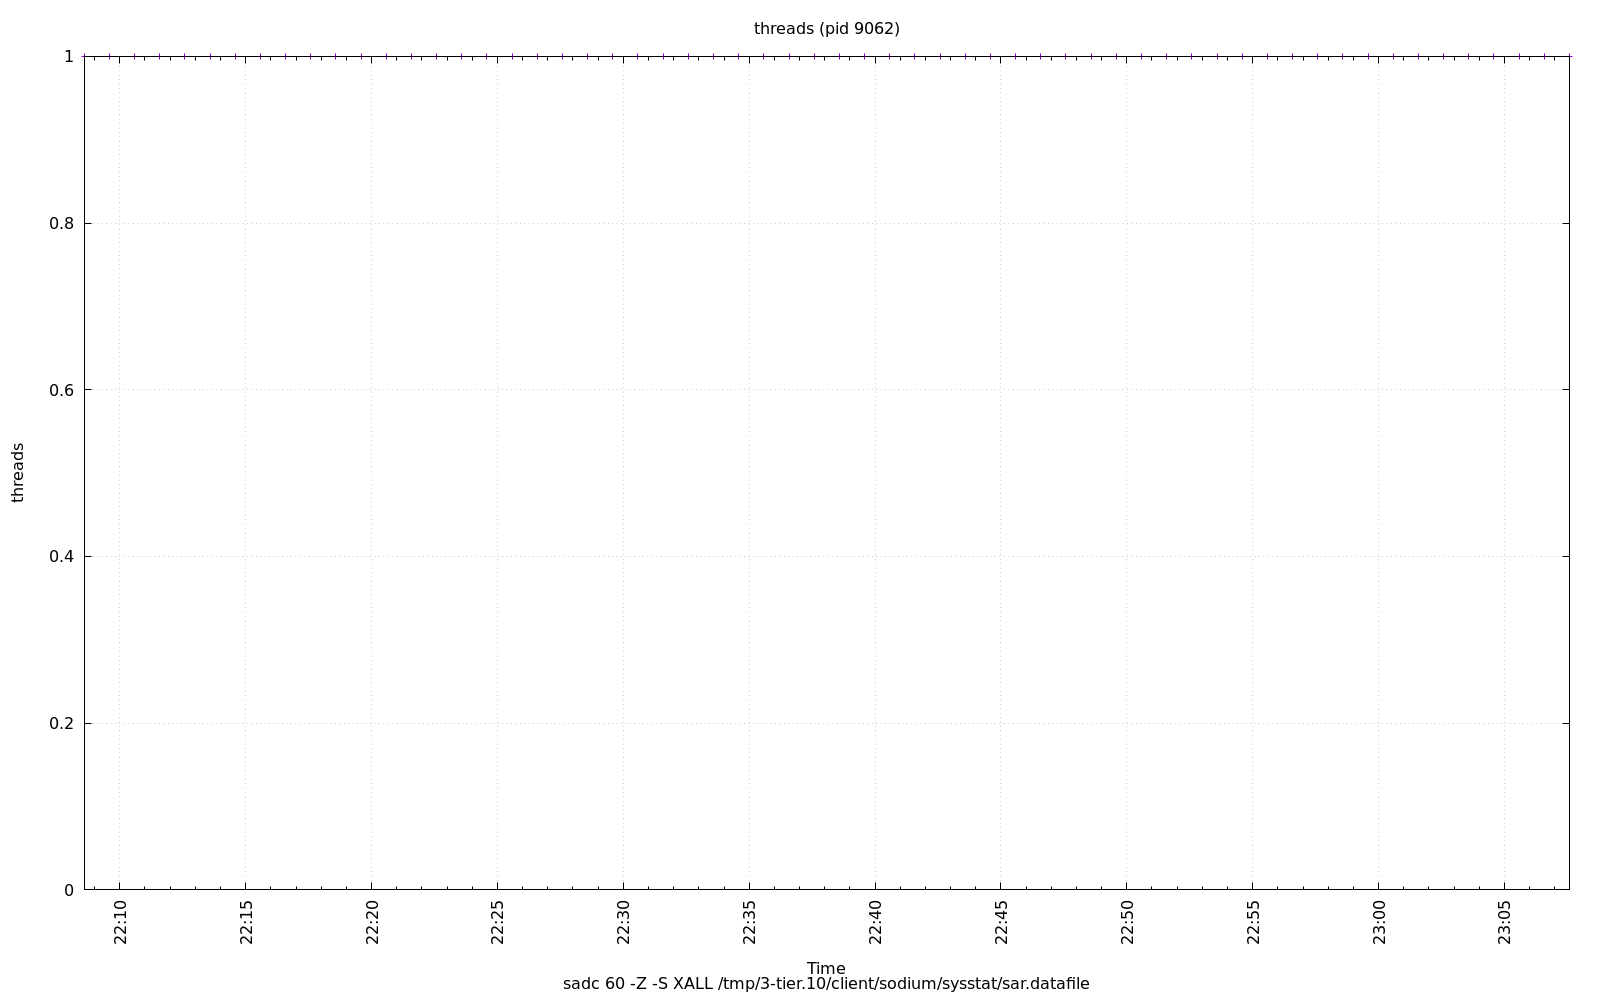 threads (pid 9062)
1
0.8
0.6
0.4
0.2
0
threads
22:10 22:15 22:20 22:25 22:30 22:35 22:40 22:45 22:50 22:55 23:00 23:05
Time
sadc 60 -Z -S XALL /tmp/3-tier.10/client/sodium/sysstat/sar.datafile